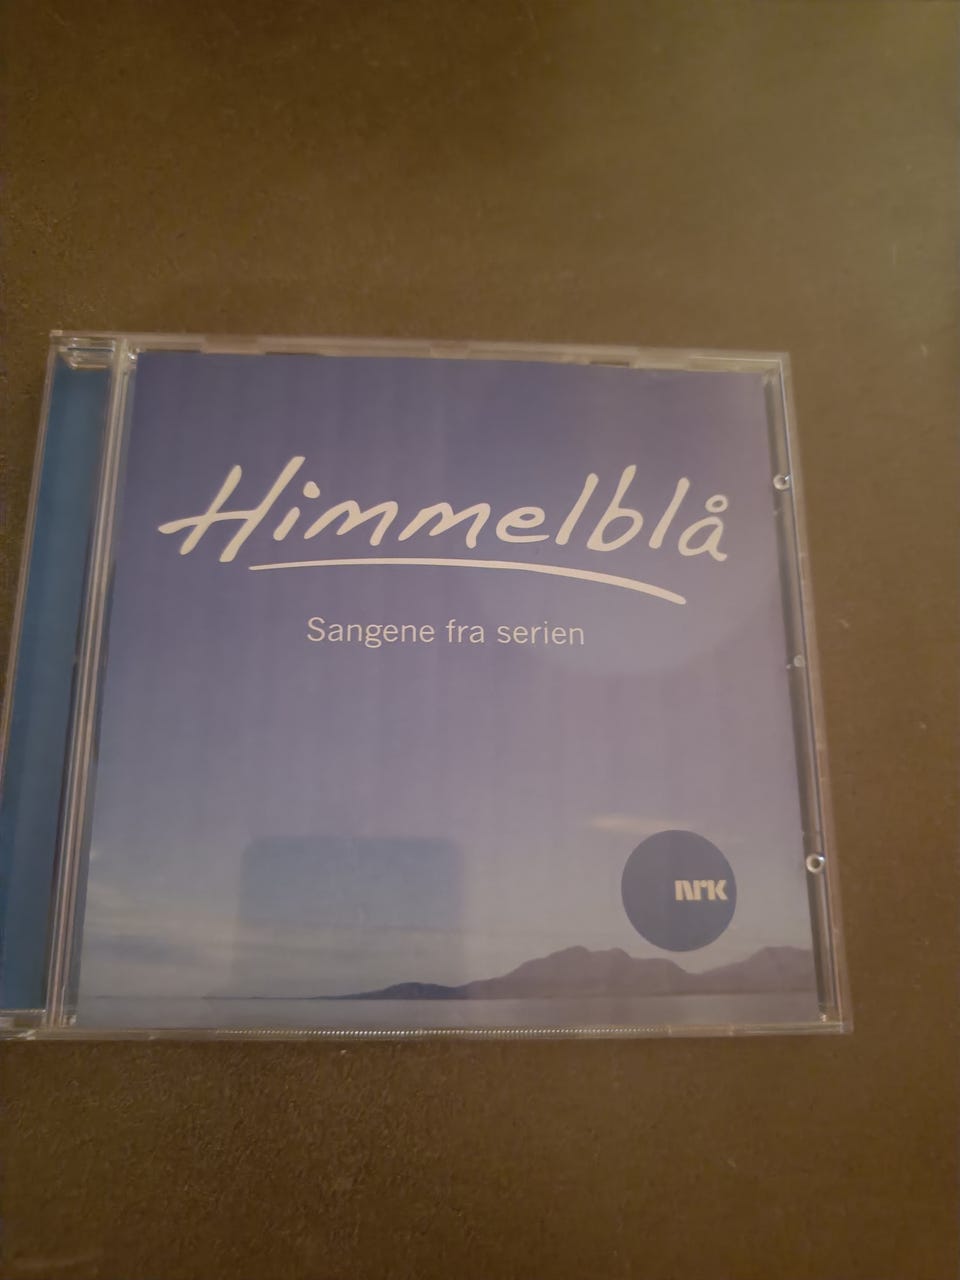 Himmelblå
Sangene fra serien
NRK